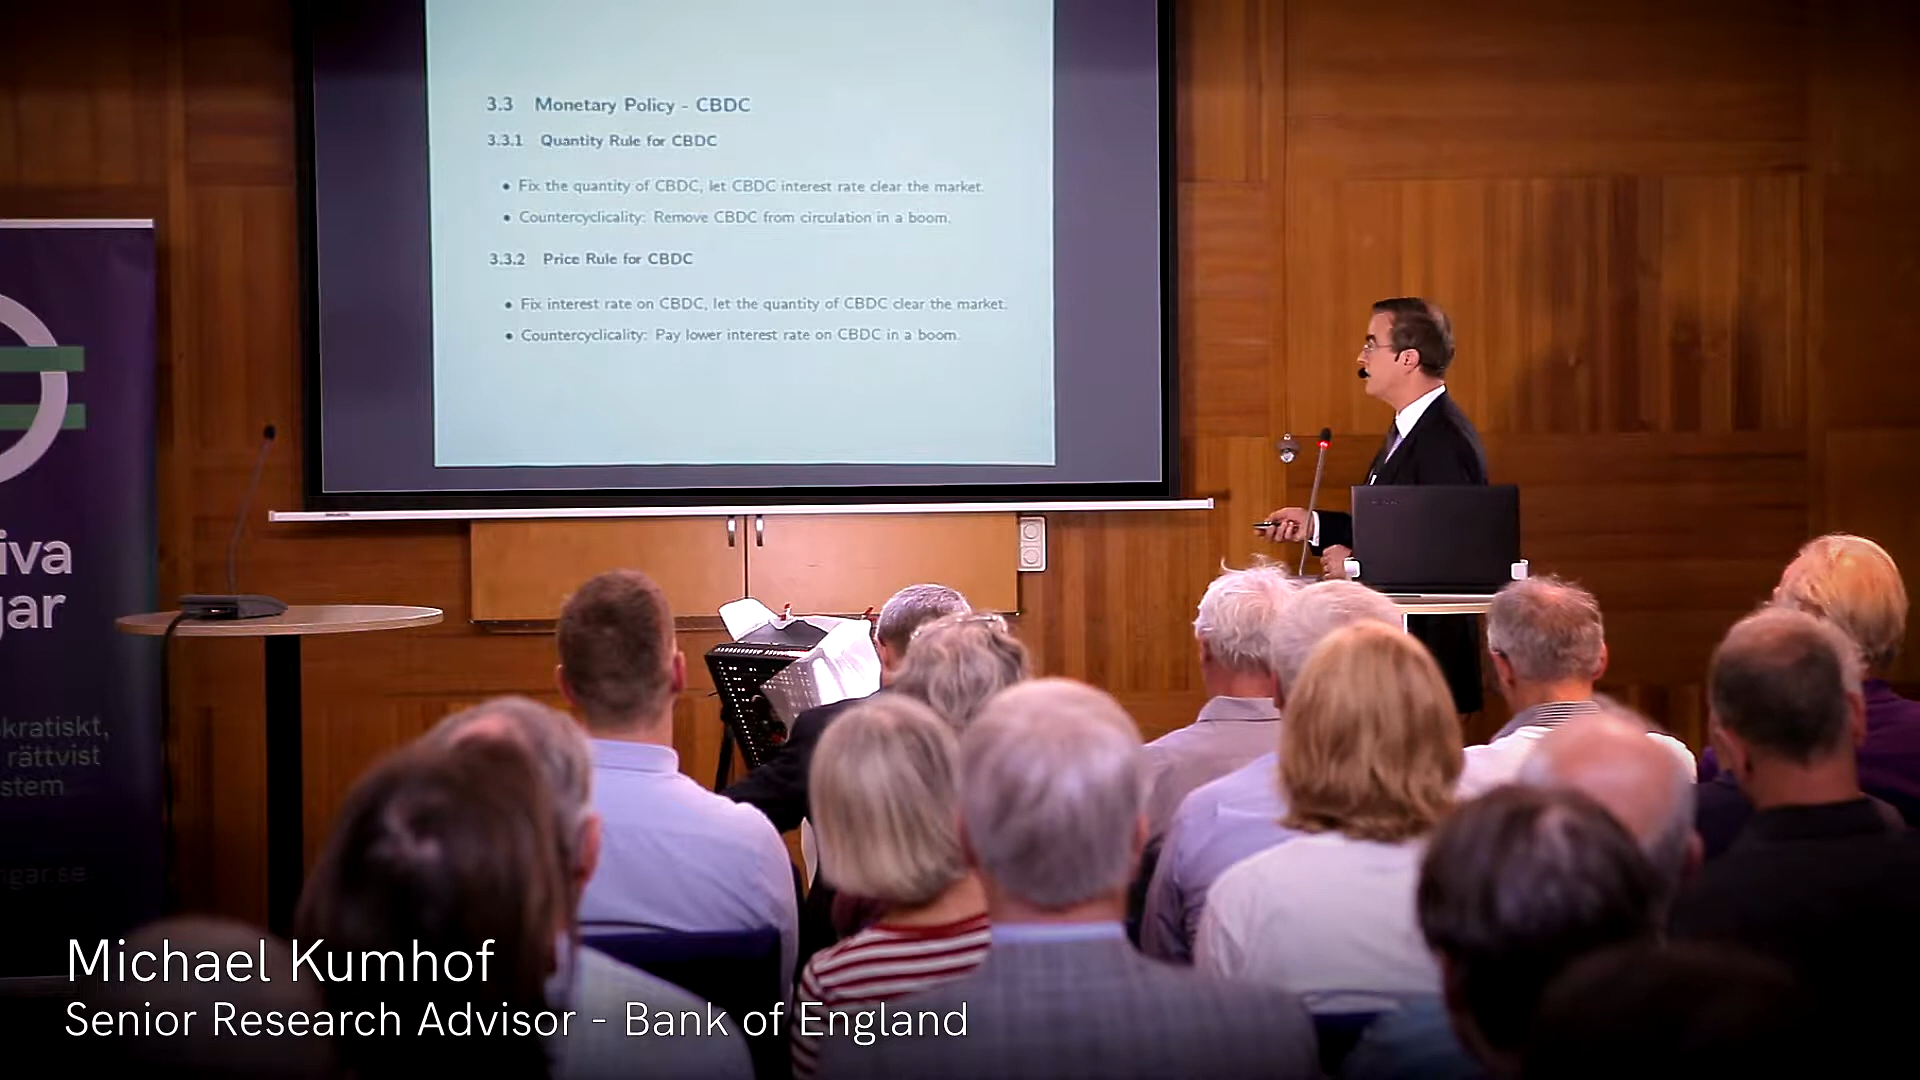 3.3 Monetary Policy - CBDC
3.3.1 Quantity Rule for CBDC
• Fix the quantity of CBDC, let CBDC interest rate clear the market.
• Countercyclicality: Remove CBDC from circulation in a boom.
3.3.2 Price Rule for CBDC
• Fix interest rate on CBDC, let the quantity of CBDC clear the market.
• Countercyclicality: Pay lower interest rate on CBDC in a boom.
iva
gar
kratiskt,
rättvist
stem
ngar.se
Michael Kumhof
Senior Research Advisor - Bank of England